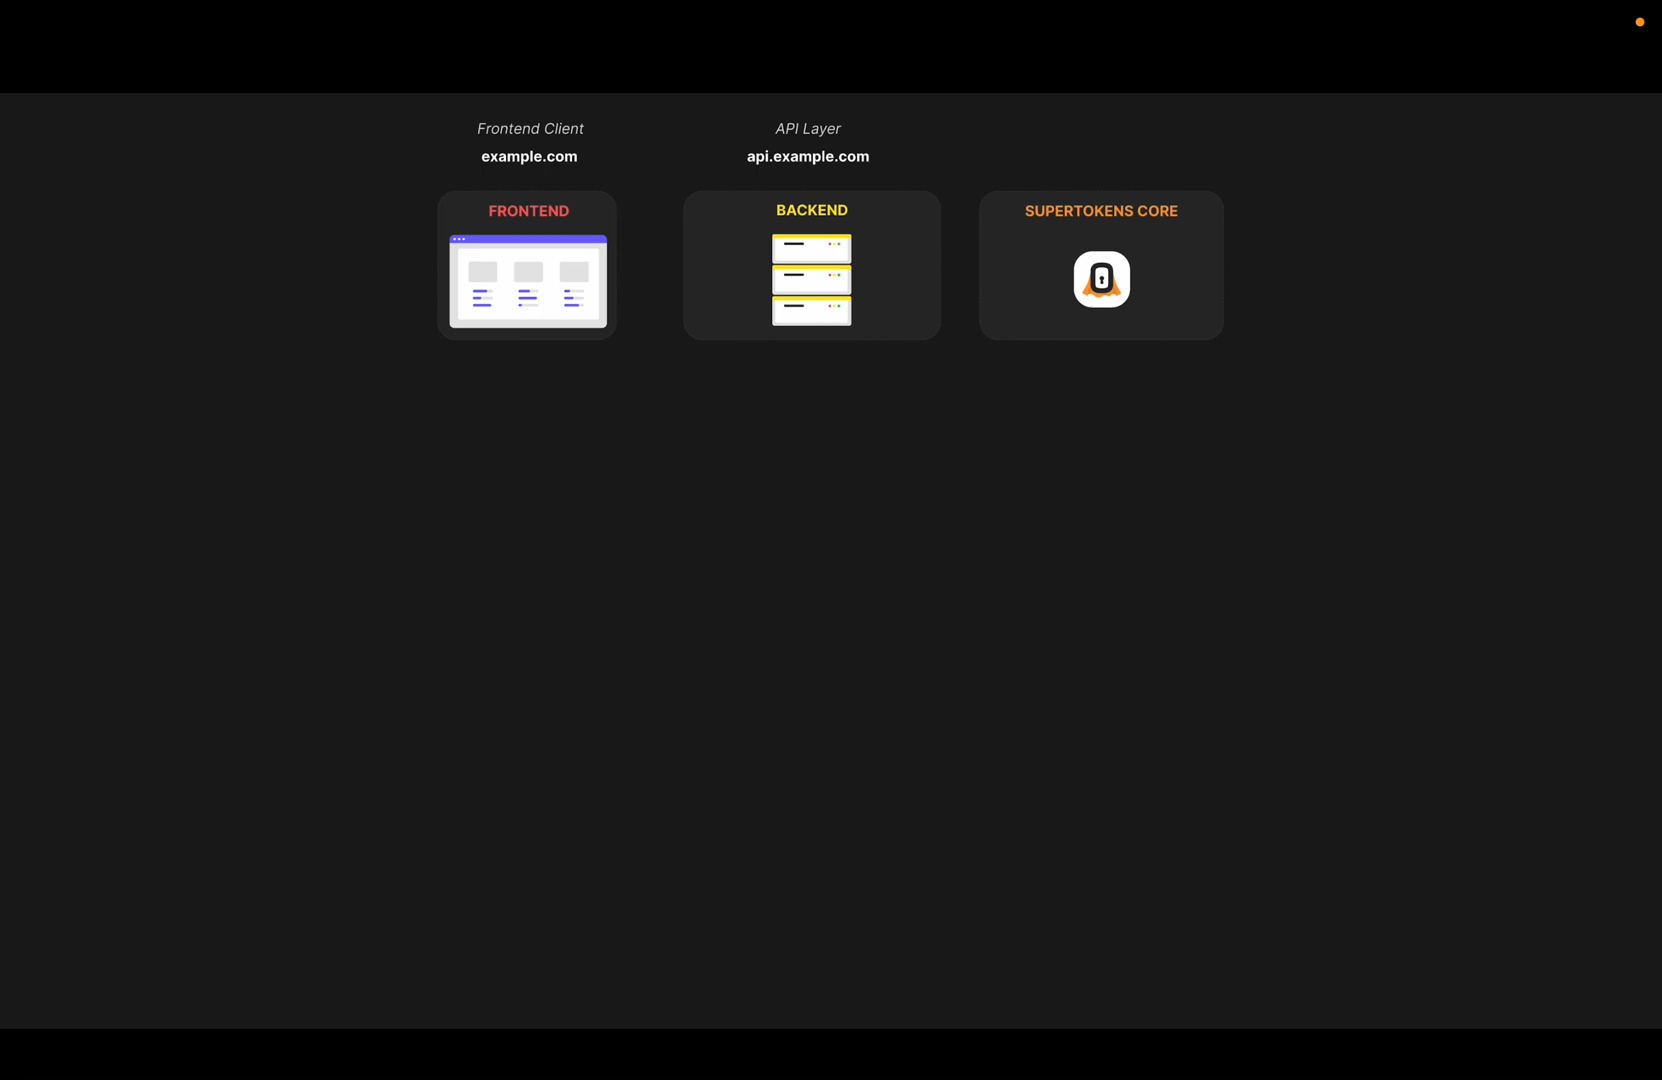 Frontend Client
example.com
API Layer
api.example.com
FRONTEND
BACKEND
SUPERTOKENS CORE